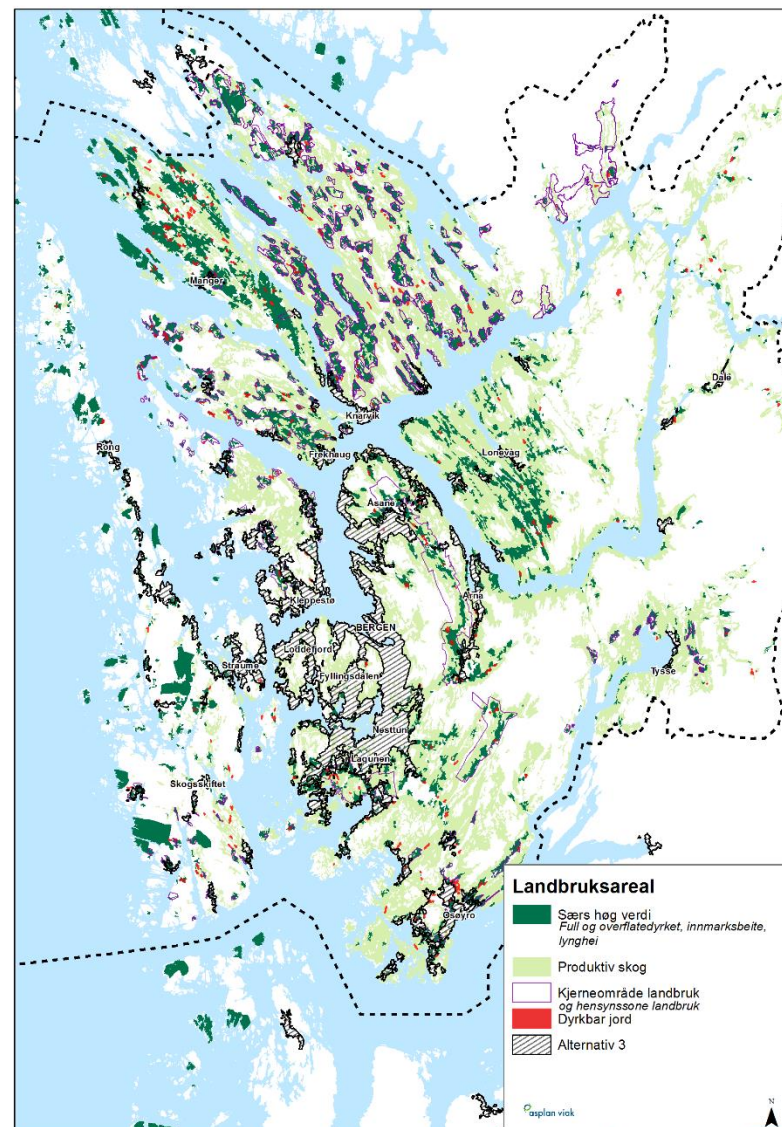 Manger
Knarvik
Dale
Rong
Frekhaug
Lonevåg
Åsane
Kleppestø
Arna
BERGEN
Loddefjord
Straume
Fyllingsdalen
Tysse
Nesttun
Lagunen
Skogsskiftet
Osøyro
Landbruksareal
Særs høg verdi
Full og overflatedyrket, innmarksbeite,
lynghei
Produktiv skog
Kjerneområde landbruk
og hensynssone landbruk
Dyrkbar jord
Alternativ 3
asplan viak
N